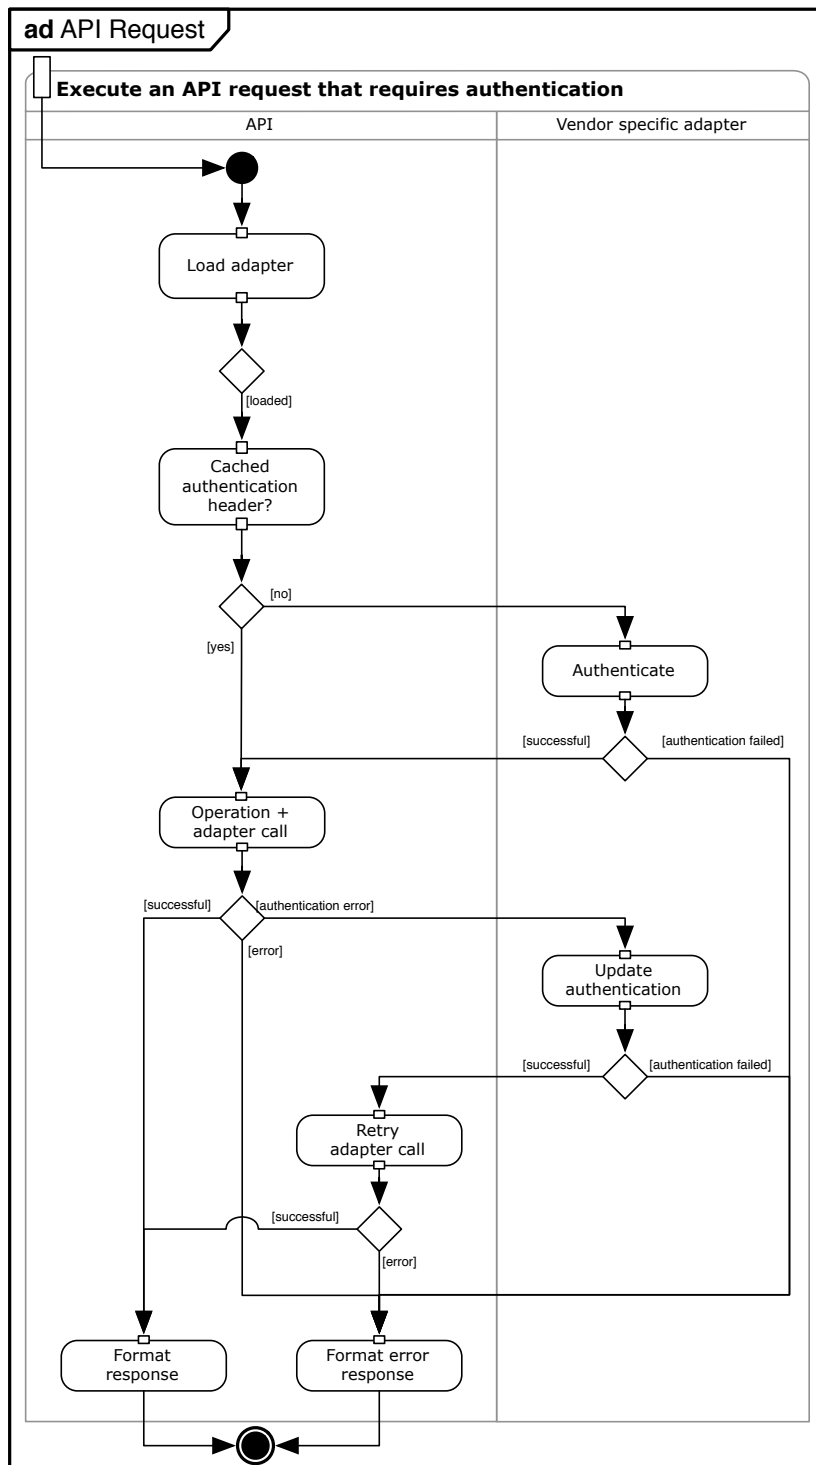 ad API Request
Execute an API request that requires authentication
API
Vendor specific adapter
Load adapter
[loaded]
Cached
authentication
header?
[no]
[yes]
Authenticate
[successful]
[authentication failed]
Operation +
adapter call
[successful]
[authentication error]
[error]
Update
authentication
[successful]
[authentication failed]
Retry
adapter call
[successful]
[error]
Format
response
Format error
response